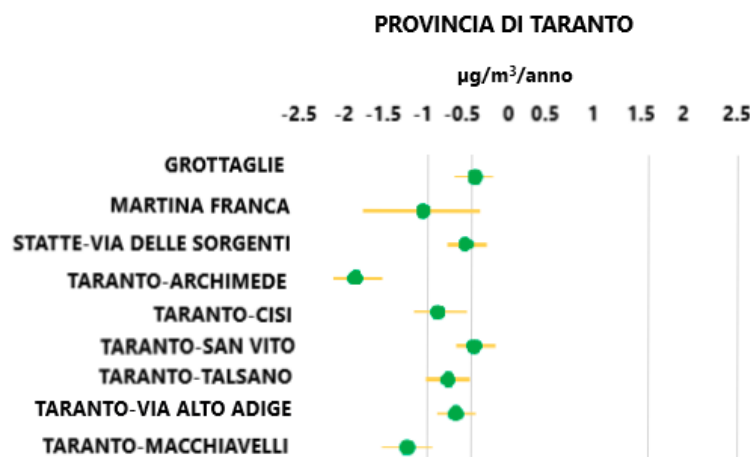 PROVINCIA DI TARANTO
µg/m³/anno
-2.5 -2 -1.5 -1 -0.5 0 0.5 1 1.5 2 2.5
GROTTAGLIE
MARTINA FRANCA
STATTE-VIA DELLE SORGENTI
TARANTO-ARCHIMEDE
TARANTO-CISI
TARANTO-SAN VITO
TARANTO-TALSANO
TARANTO-VIA ALTO ADIGE
TARANTO-MACCHIAVELLI